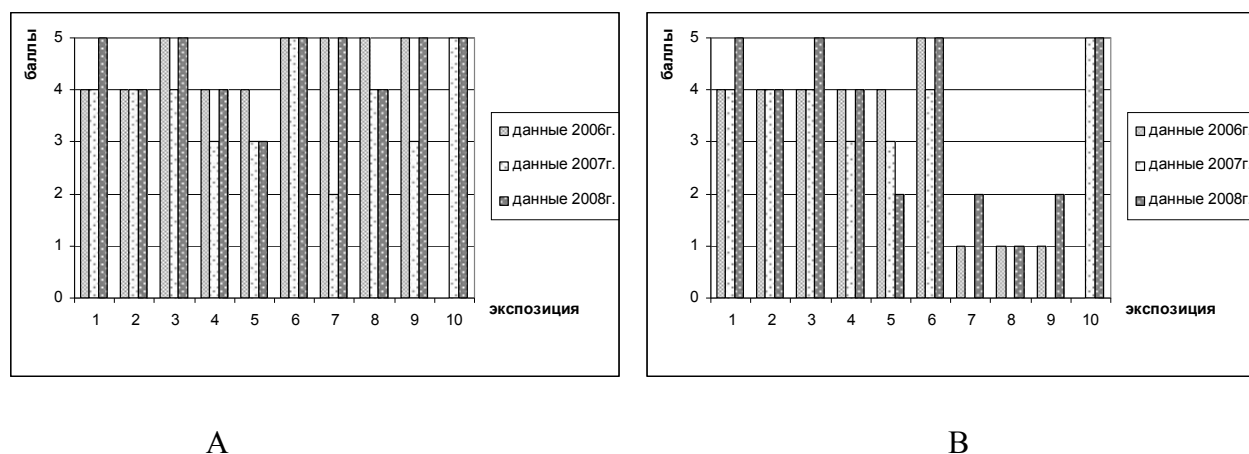 баллы
5
4
3
2
1
0
1 2 3 4 5 6 7 8 9 10
экспозиция
данные 2006г.
данные 2007г.
данные 2008г.
A
баллы
5
4
3
2
1
0
1 2 3 4 5 6 7 8 9 10
экспозиция
данные 2006г.
данные 2007г.
данные 2008г.
B